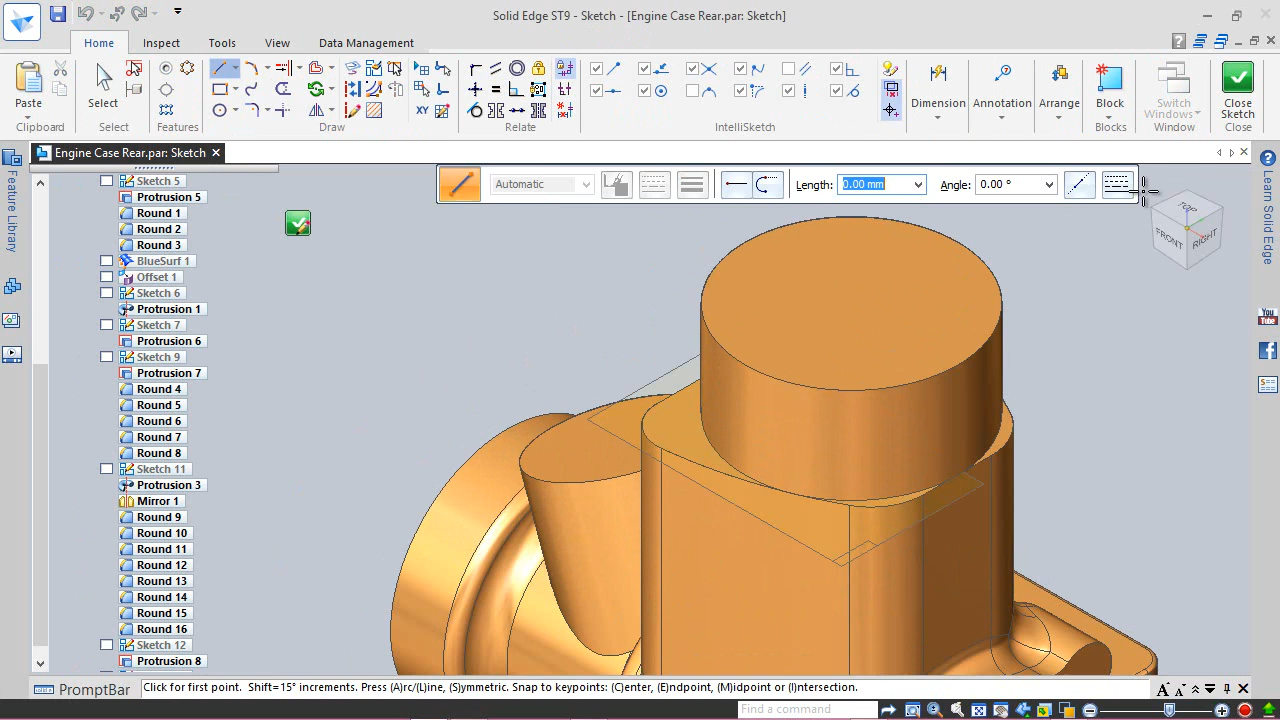 Solid Edge ST9 - Sketch - [Engine Case Rear.par: Sketch]
Home Inspect Tools View Data Management
Paste
Clipboard
Select
Select
Features
Draw
Relate
IntelliSketch
Dimension
Annotation
Arrange
Block
Blocks
Switch Windows
Window
Close Sketch
Close
Engine Case Rear.par: Sketch
Automatic
Length: 0.00 mm
Angle: 0.00 °
TOP
FRONT
RIGHT
Feature Library
Learn Solid Edge
You Tube
Sketch 5
Protrusion 5
Round 1
Round 2
Round 3
BlueSurf 1
Offset 1
Sketch 6
Protrusion 1
Sketch 7
Protrusion 6
Sketch 9
Protrusion 7
Round 4
Round 5
Round 6
Round 7
Round 8
Sketch 11
Protrusion 3
Mirror 1
Round 9
Round 10
Round 11
Round 12
Round 13
Round 14
Round 15
Round 16
Sketch 12
Protrusion 8
PromptBar
Click for first point. Shift=15° increments. Press (A)rc/(L)ine, (S)ymmetric. Snap to keypoints: (C)enter, (E)ndpoint, (M)idpoint or (I)ntersection.
Find a command